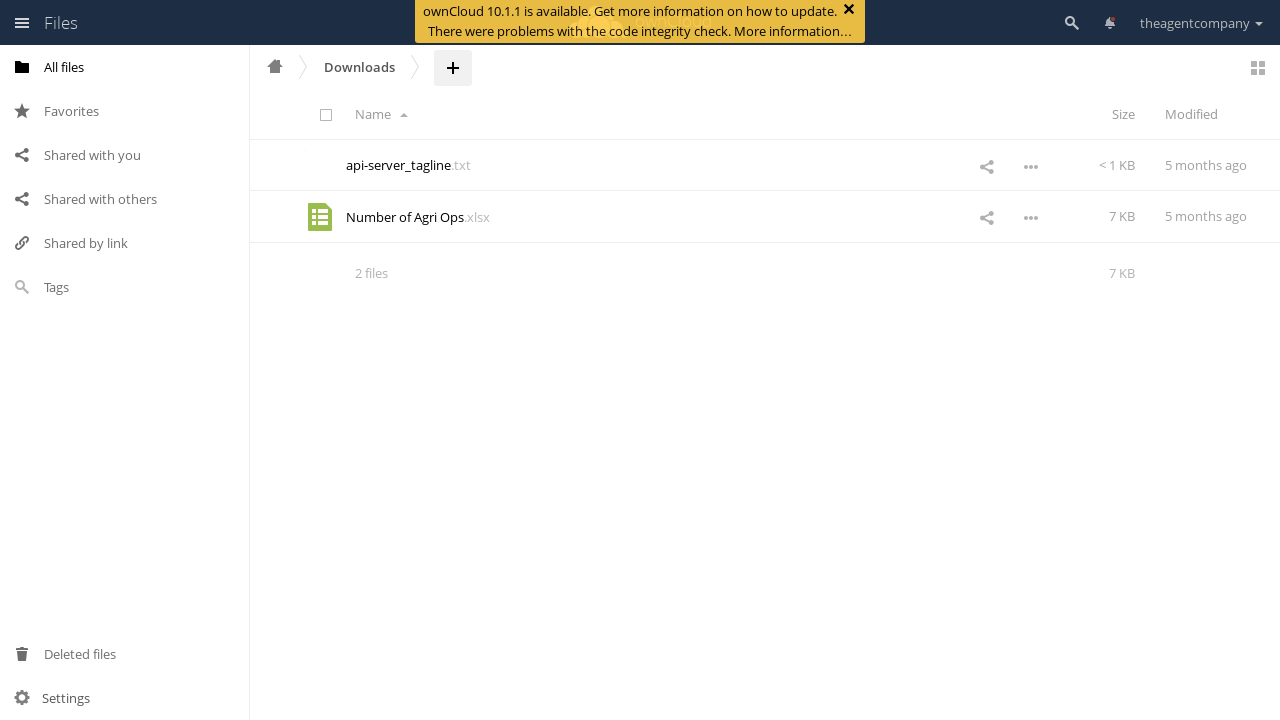 Files
ownCloud 10.1.1 is available. Get more information on how to update.
There were problems with the code integrity check. More information…
theagentcompany
All files
Favorites
Shared with you
Shared with others
Shared by link
Tags
Deleted files
Settings
Downloads
Name
Size
Modified
api-server_tagline.txt
< 1 KB
5 months ago
Number of Agri Ops.xlsx
7 KB
5 months ago
2 files
7 KB